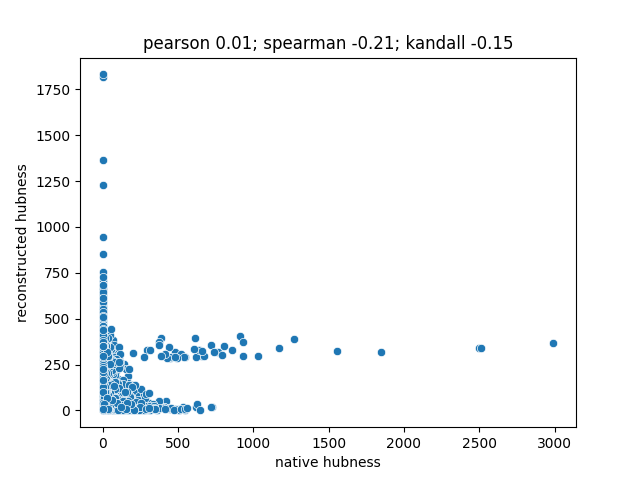 pearson 0.01; spearman -0.21; kandall -0.15
1750
1500
1250
1000
750
500
250
0
reconstructed hubness
0 500 1000 1500 2000 2500 3000
native hubness